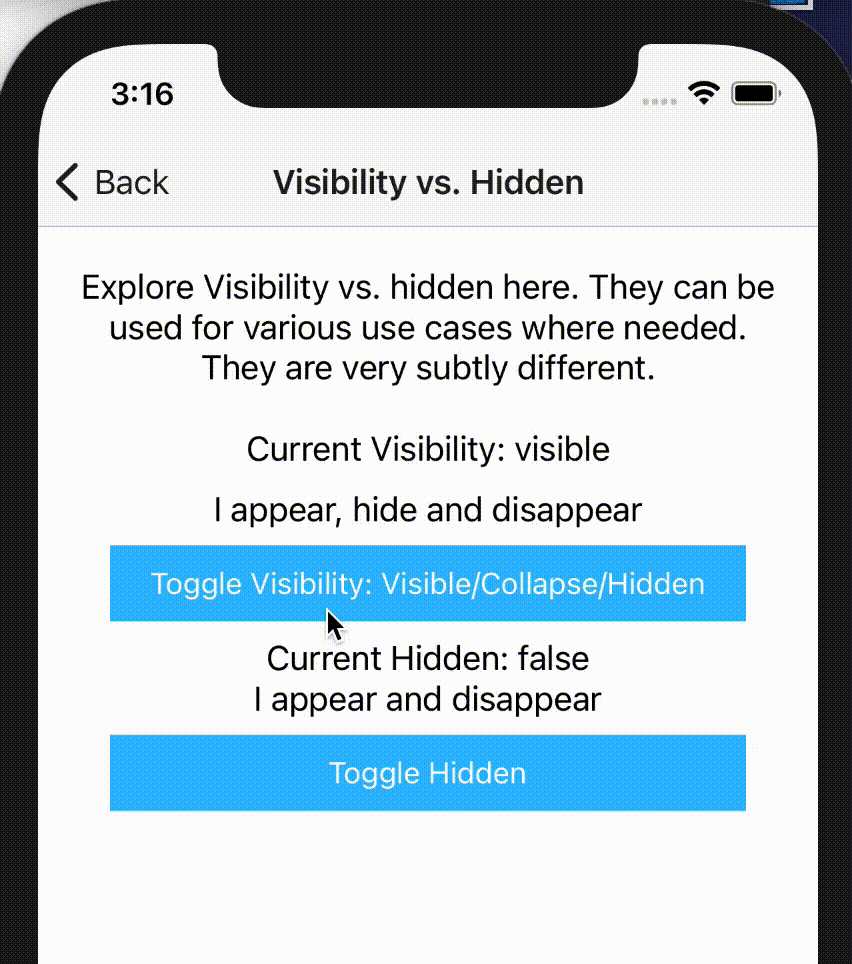 3:16
Back
Visibility vs. Hidden
Explore Visibility vs. hidden here. They can be
used for various use cases where needed.
They are very subtly different.
Current Visibility: visible
I appear, hide and disappear
Toggle Visibility: Visible/Collapse/Hidden
Current Hidden: false
I appear and disappear
Toggle Hidden